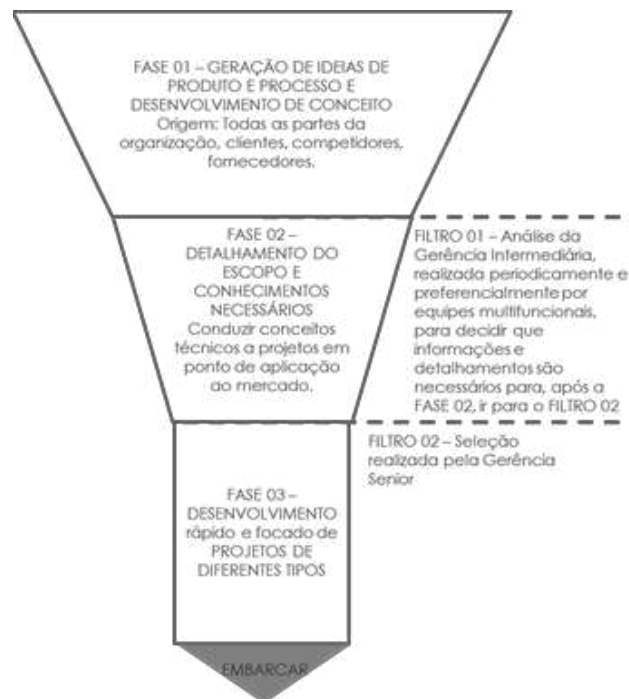 FASE 01 – GERAÇÃO DE IDEIAS DE
PRODUTO E PROCESSO E
DESENVOLVIMENTO DE CONCEITO
Origem: Todas as partes da
organização, clientes, competidores,
fornecedores.
FASE 02 –
DETALHAMENTO DO
ESCOPO E
CONHECIMENTOS
NECESSÁRIOS
Conduzir conceitos
técnicos a projetos em
ponto de aplicação
ao mercado.
FILTRO 01 – Análise da
Gerência Intermediária,
realizada periodicamente e
preferencialmente por
equipes multifuncionais,
para decidir que
informações e
detalhamentos são
necessários para, após a
FASE 02, ir para o FILTRO 02
FILTRO 02 – Seleção
realizada pela Gerência
Senior
FASE 03 –
DESENVOLVIMENTO
rápido e focado de
PROJETOS DE
DIFERENTES TIPOS
EMBARCAR